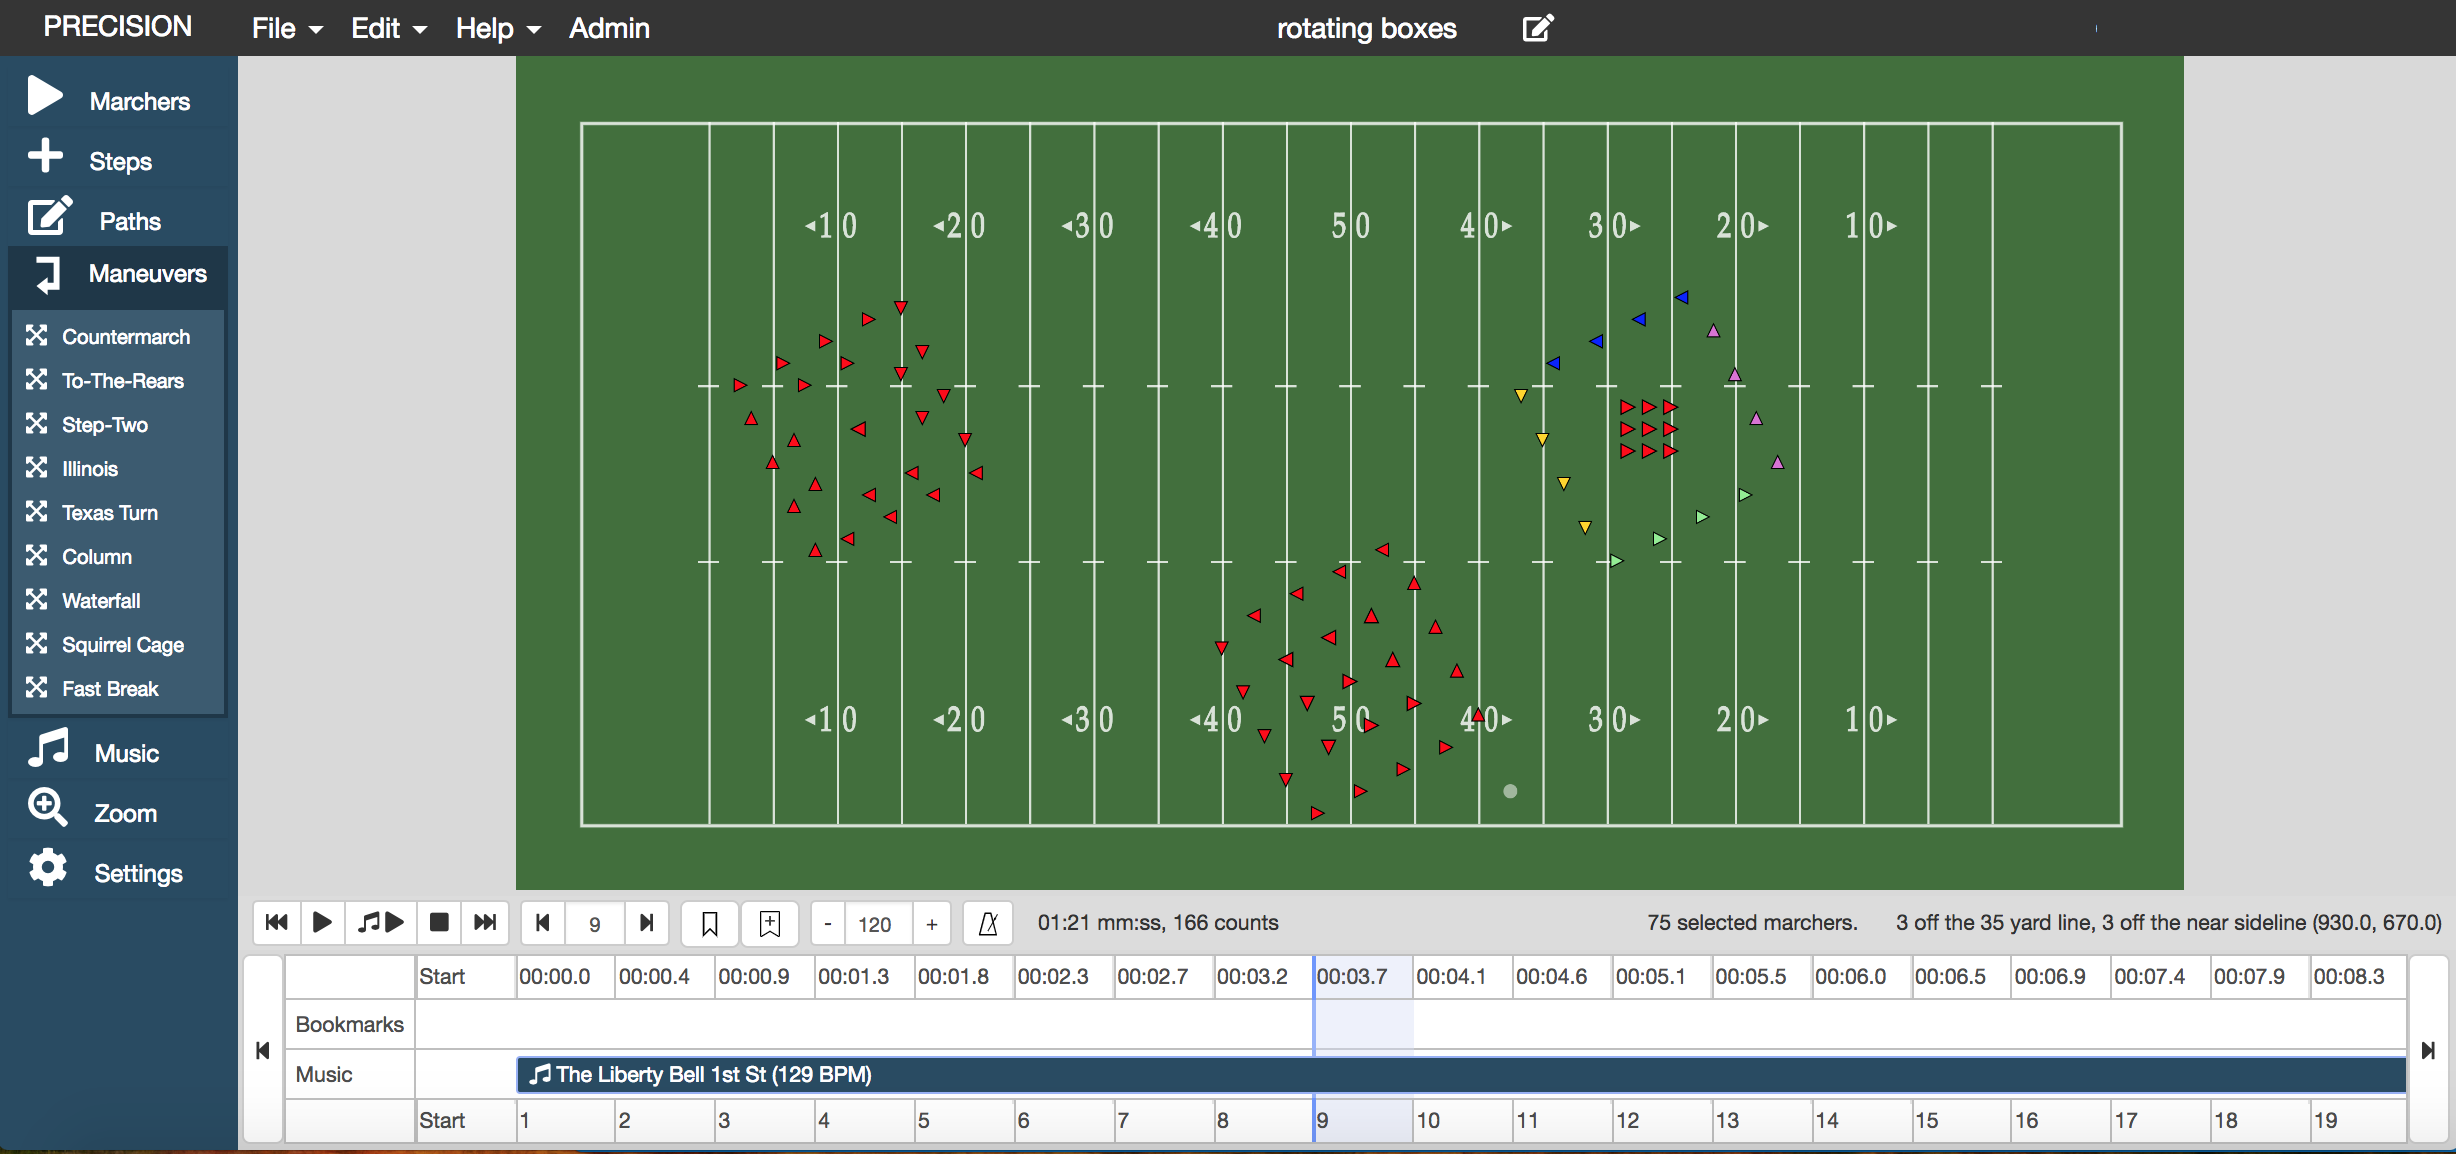 PRECISION File Edit Help Admin rotating boxes
Marchers
Steps
Paths
Maneuvers
Countermarch
To-The-Rears
Step-Two
Illinois
Texas Turn
Column
Waterfall
Squirrel Cage
Fast Break
Music
Zoom
Settings
◂10 ◂20 ◂30 ◂40 50 40▸ 30▸ 20▸ 10▸
◂10 ◂20 ◂30 ◂40 50 40▸ 30▸ 20▸ 10▸
9 - 120 + 01:21 mm:ss, 166 counts 75 selected marchers. 3 off the 35 yard line, 3 off the near sideline (930.0, 670.0)
Start 00:00.0 00:00.4 00:00.9 00:01.3 00:01.8 00:02.3 00:02.7 00:03.2 00:03.7 00:04.1 00:04.6 00:05.1 00:05.5 00:06.0 00:06.5 00:06.9 00:07.4 00:07.9 00:08.3
Bookmarks
Music The Liberty Bell 1st St (129 BPM)
Start 1 2 3 4 5 6 7 8 9 10 11 12 13 14 15 16 17 18 19